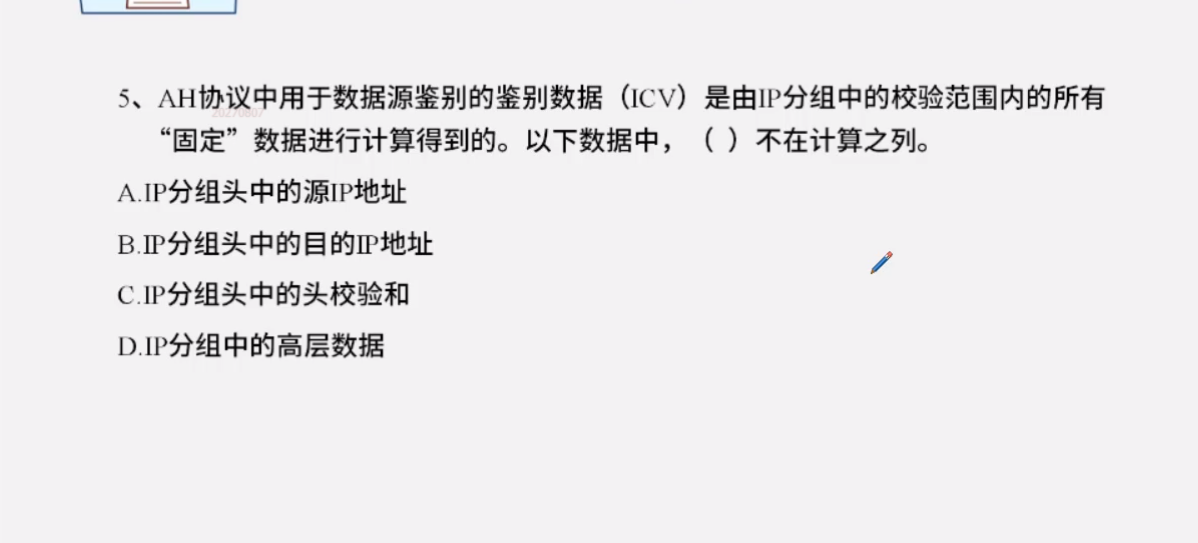 5、AH协议中用于数据源鉴别的鉴别数据（ICV）是由IP分组中的校验范围内的所有
“固定”数据进行计算得到的。以下数据中，（ ）不在计算之列。
A.IP分组头中的源IP地址
B.IP分组头中的目的IP地址
C.IP分组头中的头校验和
D.IP分组中的高层数据